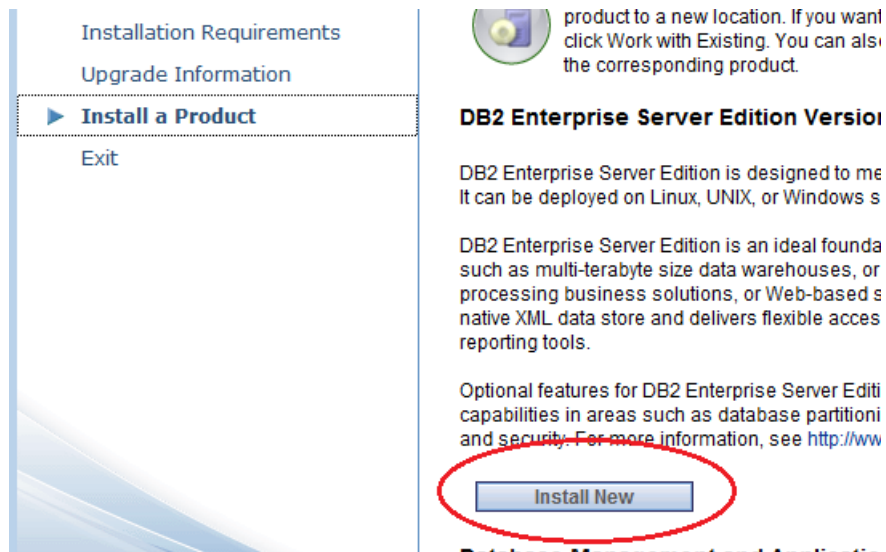 Installation Requirements
Upgrade Information
Install a Product
Exit
product to a new location. If you want
click Work with Existing. You can also
the corresponding product.
DB2 Enterprise Server Edition Version
DB2 Enterprise Server Edition is designed to me
It can be deployed on Linux, UNIX, or Windows s
DB2 Enterprise Server Edition is an ideal founda
such as multi-terabyte size data warehouses, or
processing business solutions, or Web-based s
native XML data store and delivers flexible acces
reporting tools.
Optional features for DB2 Enterprise Server Editi
capabilities in areas such as database partitioni
and security. For more information, see http://ww
Install New
Database Management and Applicatio